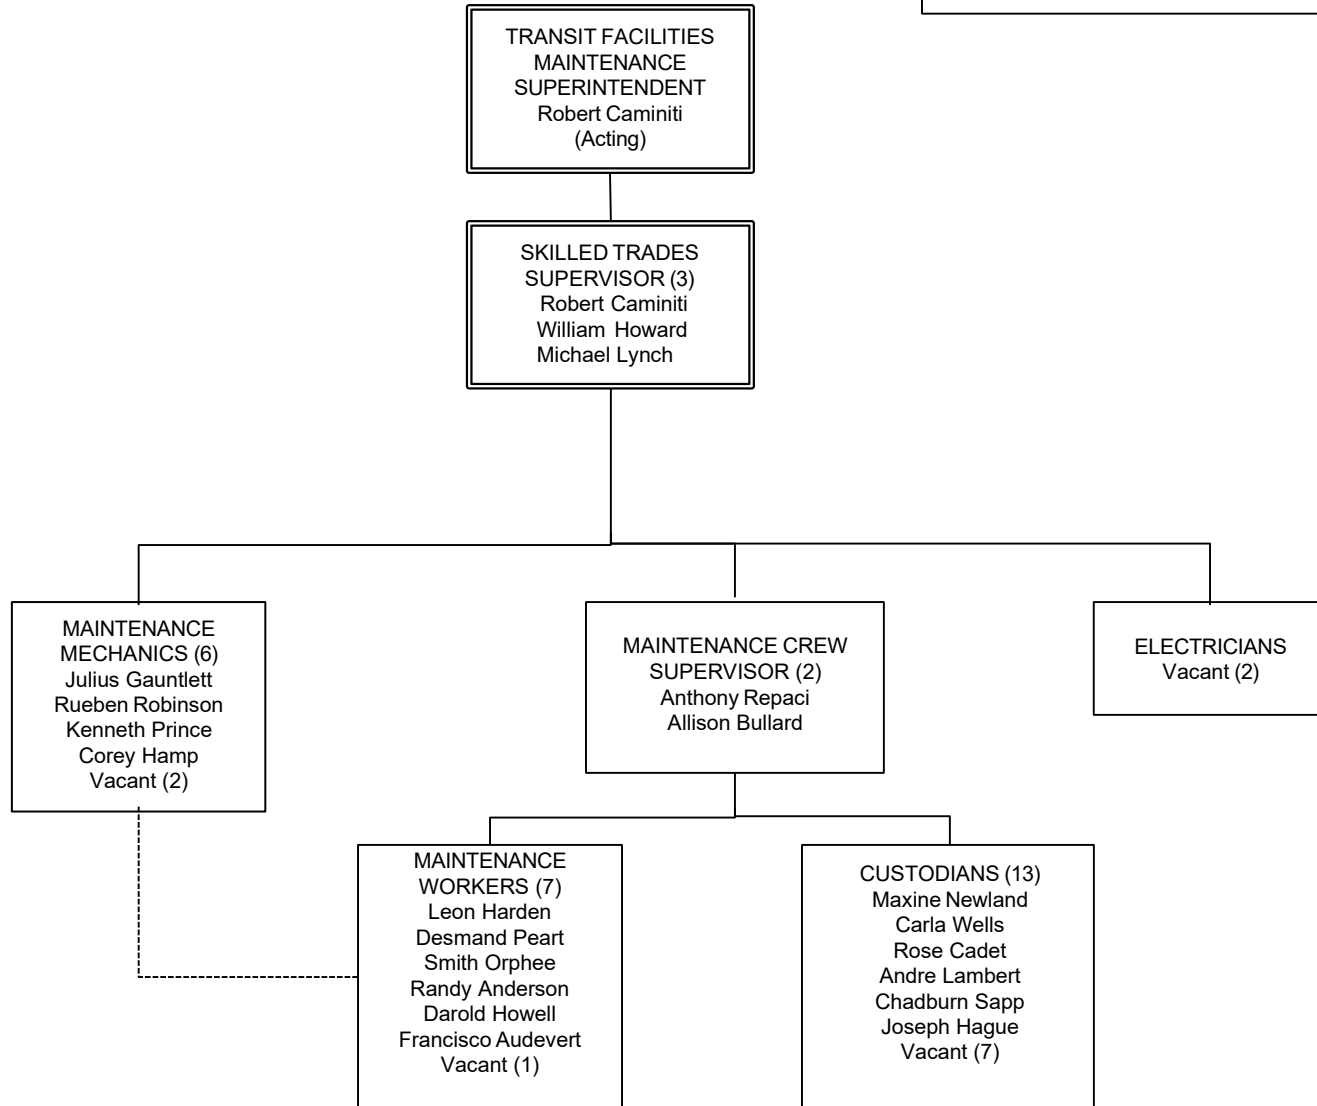 TRANSIT FACILITIES
MAINTENANCE
SUPERINTENDENT
Robert Caminiti
(Acting)
SKILLED TRADES
SUPERVISOR (3)
Robert Caminiti
William Howard
Michael Lynch
MAINTENANCE
MECHANICS (6)
Julius Gauntlett
Rueben Robinson
Kenneth Prince
Corey Hamp
Vacant (2)
MAINTENANCE CREW
SUPERVISOR (2)
Anthony Repaci
Allison Bullard
ELECTRICIANS
Vacant (2)
MAINTENANCE
WORKERS (7)
Leon Harden
Desmand Peart
Smith Orphee
Randy Anderson
Darold Howell
Francisco Audevert
Vacant (1)
CUSTODIANS (13)
Maxine Newland
Carla Wells
Rose Cadet
Andre Lambert
Chadburn Sapp
Joseph Hague
Vacant (7)